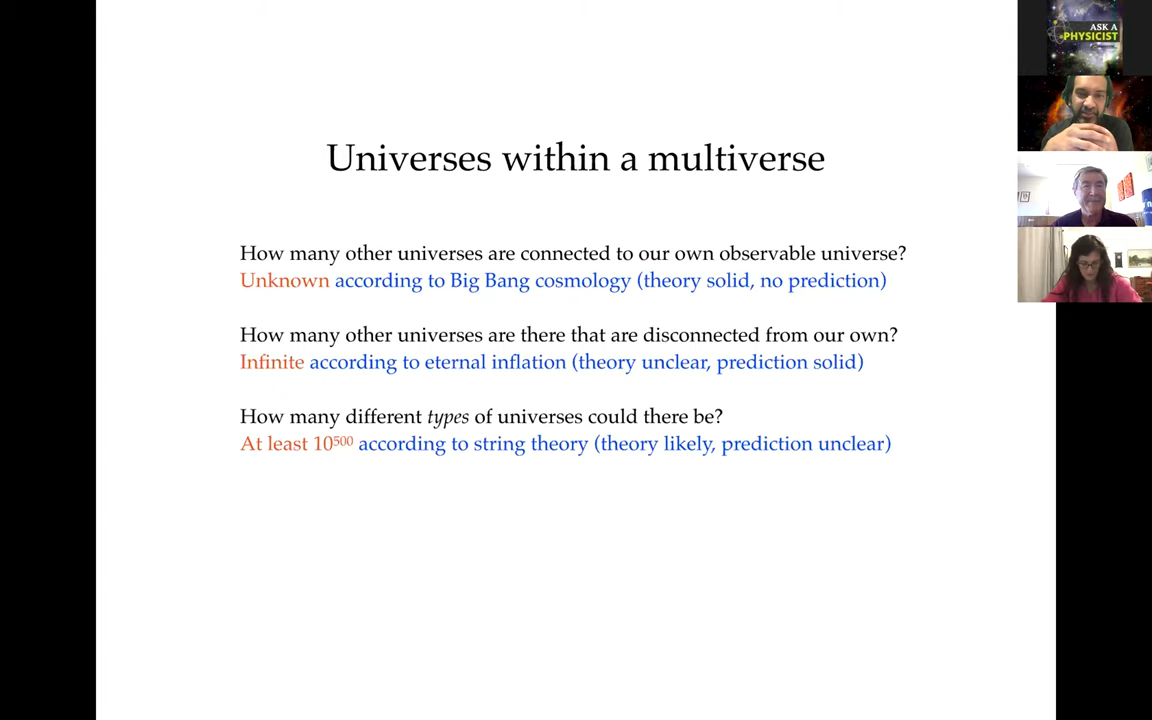 Universes within a multiverse
How many other universes are connected to our own observable universe?
Unknown according to Big Bang cosmology (theory solid, no prediction)
How many other universes are there that are disconnected from our own?
Infinite according to eternal inflation (theory unclear, prediction solid)
How many different types of universes could there be?
At least 10⁵⁰⁰ according to string theory (theory likely, prediction unclear)
ASK A
PHYSICIST